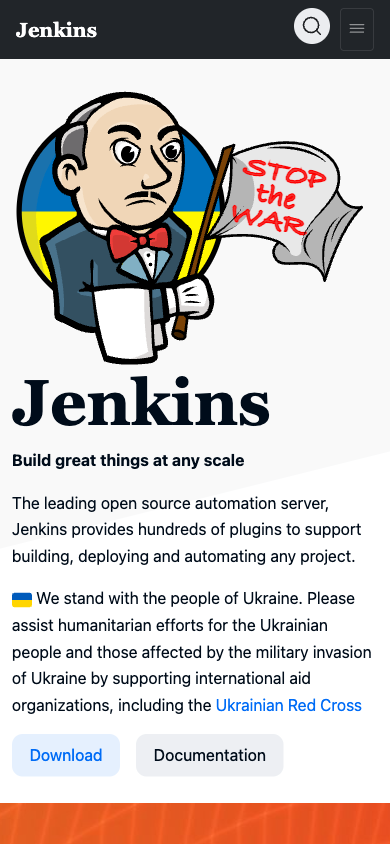 Jenkins
STOP
the
WAR
Jenkins
Build great things at any scale
The leading open source automation server,
Jenkins provides hundreds of plugins to support
building, deploying and automating any project.
We stand with the people of Ukraine. Please
assist humanitarian efforts for the Ukrainian
people and those affected by the military invasion
of Ukraine by supporting international aid
organizations, including the Ukrainian Red Cross
Download
Documentation